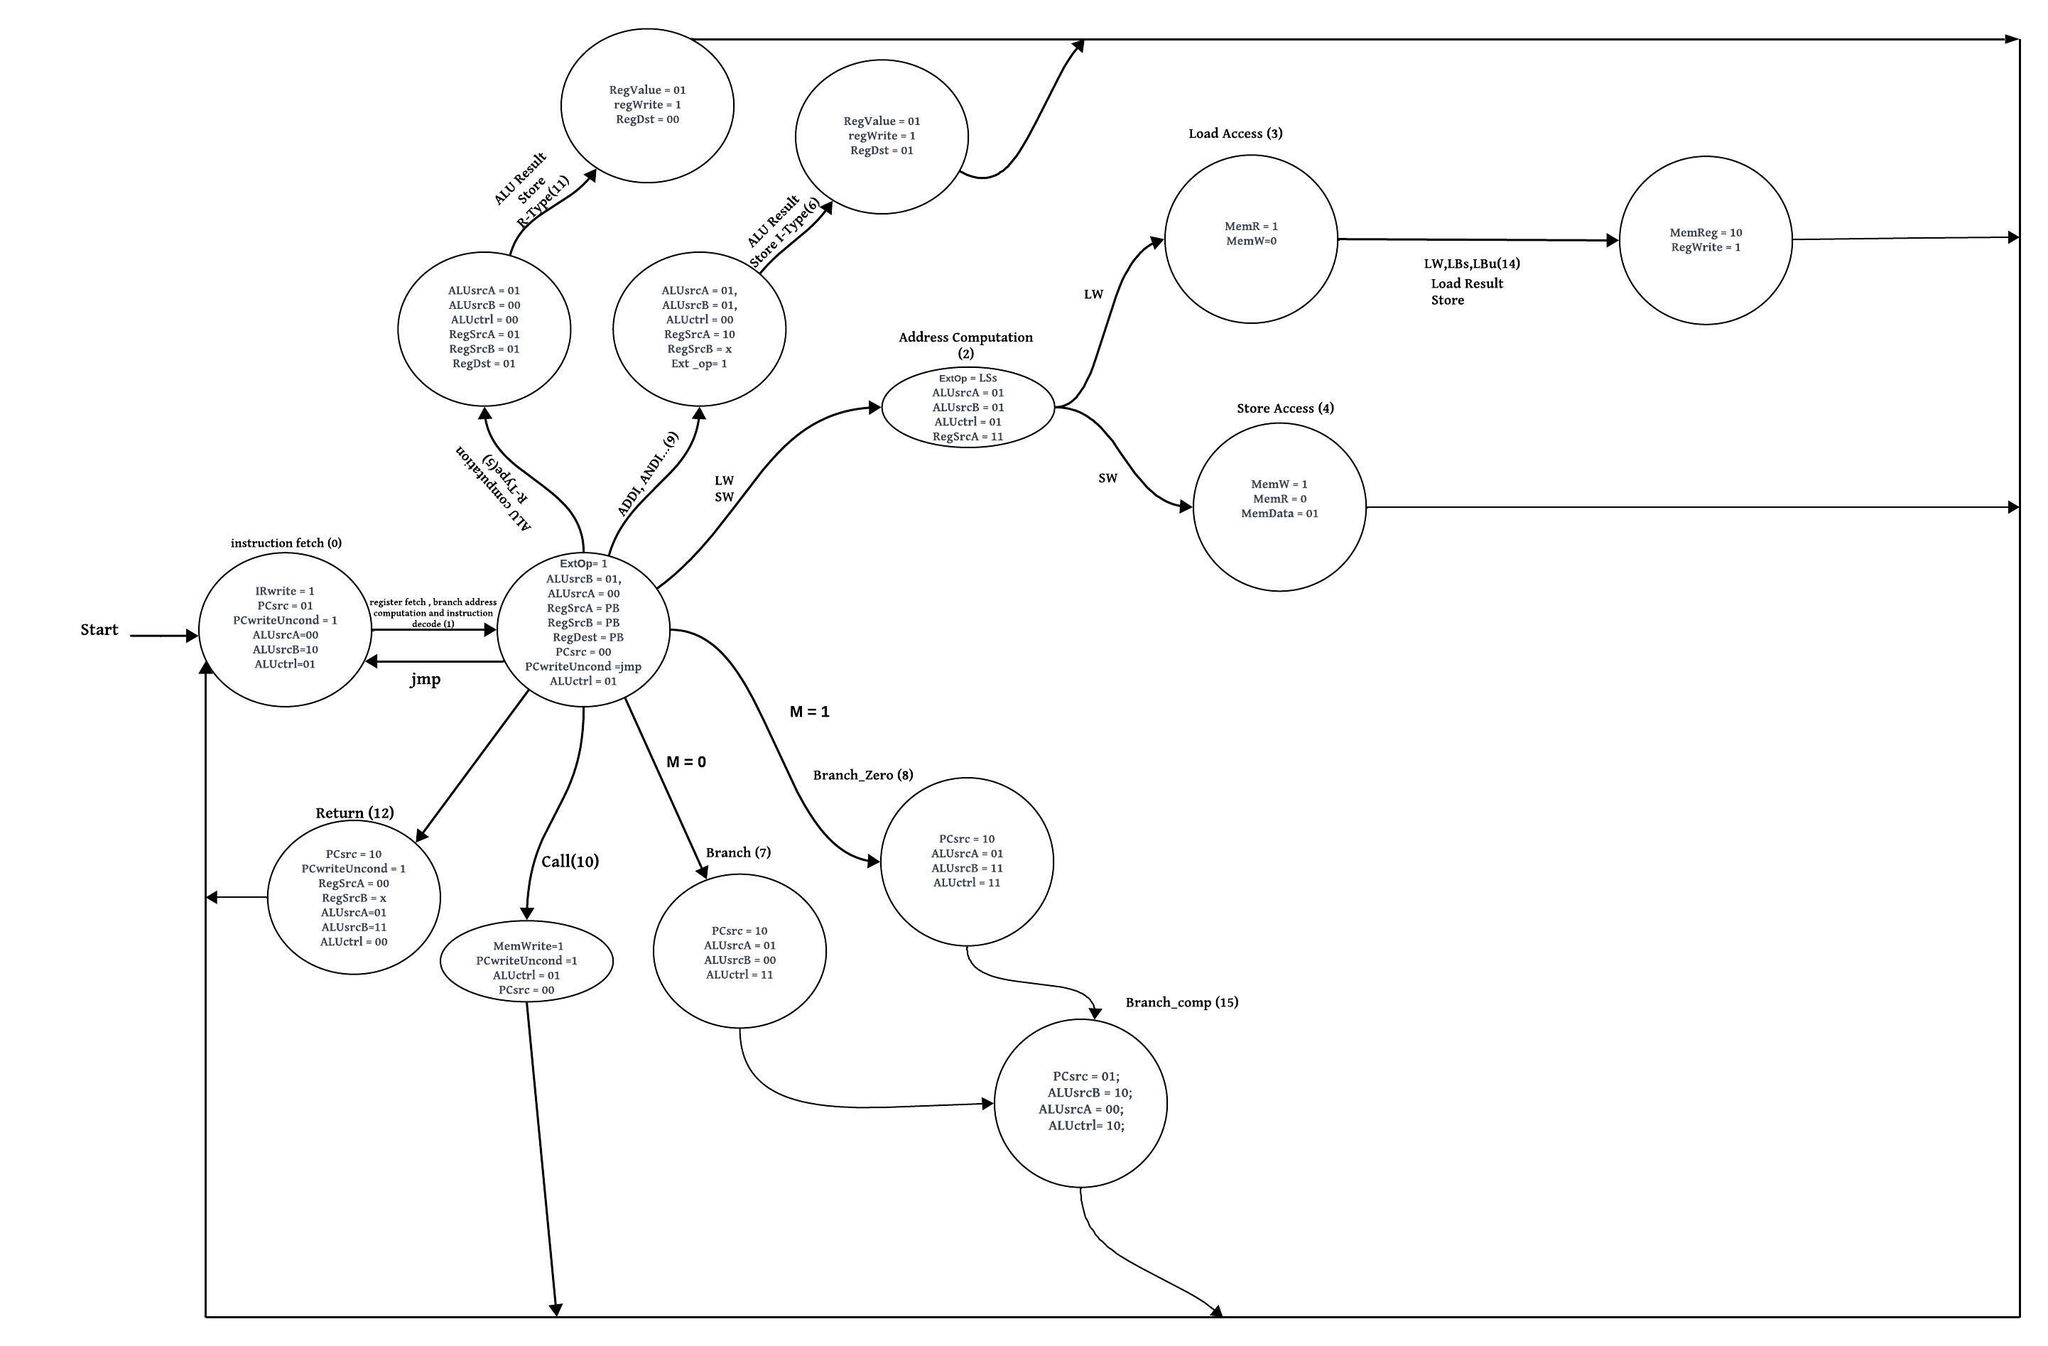 RegValue = 01
regWrite = 1
RegDst = 00
RegValue = 01
regWrite = 1
RegDst = 01
ALU Result
Store
R-Type(11)
ALU Result
Store I-Type(6)
Load Access (3)
MemR = 1
MemW=0
LW,LBs,LBu(14)
Load Result
Store
MemReg = 10
RegWrite = 1
ALUsrcA = 01
ALUsrcB = 00
ALUctrl = 00
RegSrcA = 01
RegSrcB = 01
RegDst = 01
ALUsrcA = 01,
ALUsrcB = 01,
ALUctrl = 00
RegSrcA = 10
RegSrcB = x
Ext _op= 1
LW
Address Computation
(2)
ExtOp = LSs
ALUsrcA = 01
ALUsrcB = 01
ALUctrl = 01
RegSrcA = 11
SW
Store Access (4)
MemW = 1
MemR = 0
MemData = 01
ALU computation
R-Type(5)
ADDI, ANDI...(9)
LW
SW
Start
instruction fetch (0)
IRwrite = 1
PCsrc = 01
PCwriteUncond = 1
ALUsrcA=00
ALUsrcB=10
ALUctrl=01
register fetch , branch address
computation and instruction
decode (1)
jmp
ExtOp= 1
ALUsrcB = 01,
ALUsrcA = 00
RegSrcA = PB
RegSrcB = PB
RegDest = PB
PCsrc = 00
PCwriteUncond =jmp
ALUctrl = 01
M = 1
M = 0
Return (12)
PCsrc = 10
PCwriteUncond = 1
RegSrcA = 00
RegSrcB = x
ALUsrcA=01
ALUsrcB=11
ALUctrl = 00
Call(10)
MemWrite=1
PCwriteUncond =1
ALUctrl = 01
PCsrc = 00
Branch (7)
PCsrc = 10
ALUsrcA = 01
ALUsrcB = 00
ALUctrl = 11
Branch_Zero (8)
PCsrc = 10
ALUsrcA = 01
ALUsrcB = 11
ALUctrl = 11
Branch_comp (15)
PCsrc = 01;
ALUsrcB = 10;
ALUsrcA = 00;
ALUctrl= 10;